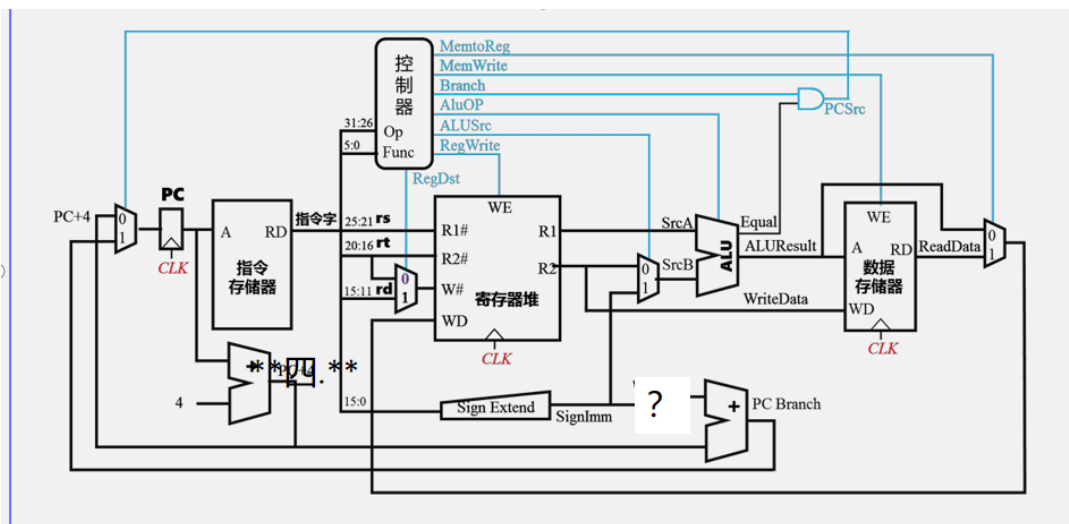 控制器
Op
Func
MemtoReg
MemWrite
Branch
AluOP
ALUSrc
RegWrite
RegDst
PCSrc
31:26
5:0
PC+4
0
1
PC
CLK
A
RD
指令存储器
指令字
25:21 rs
20:16 rt
15:11 rd
0
1
WE
R1#
R2#
W#
WD
R1
R2
寄存器堆
CLK
SrcA
SrcB
0
1
ALU
Equal
ALUResult
WriteData
WE
A
RD
数据存储器
WD
CLK
ReadData
0
1
**四.**
+
4
15:0
Sign Extend
SignImm
?
+
PC Branch